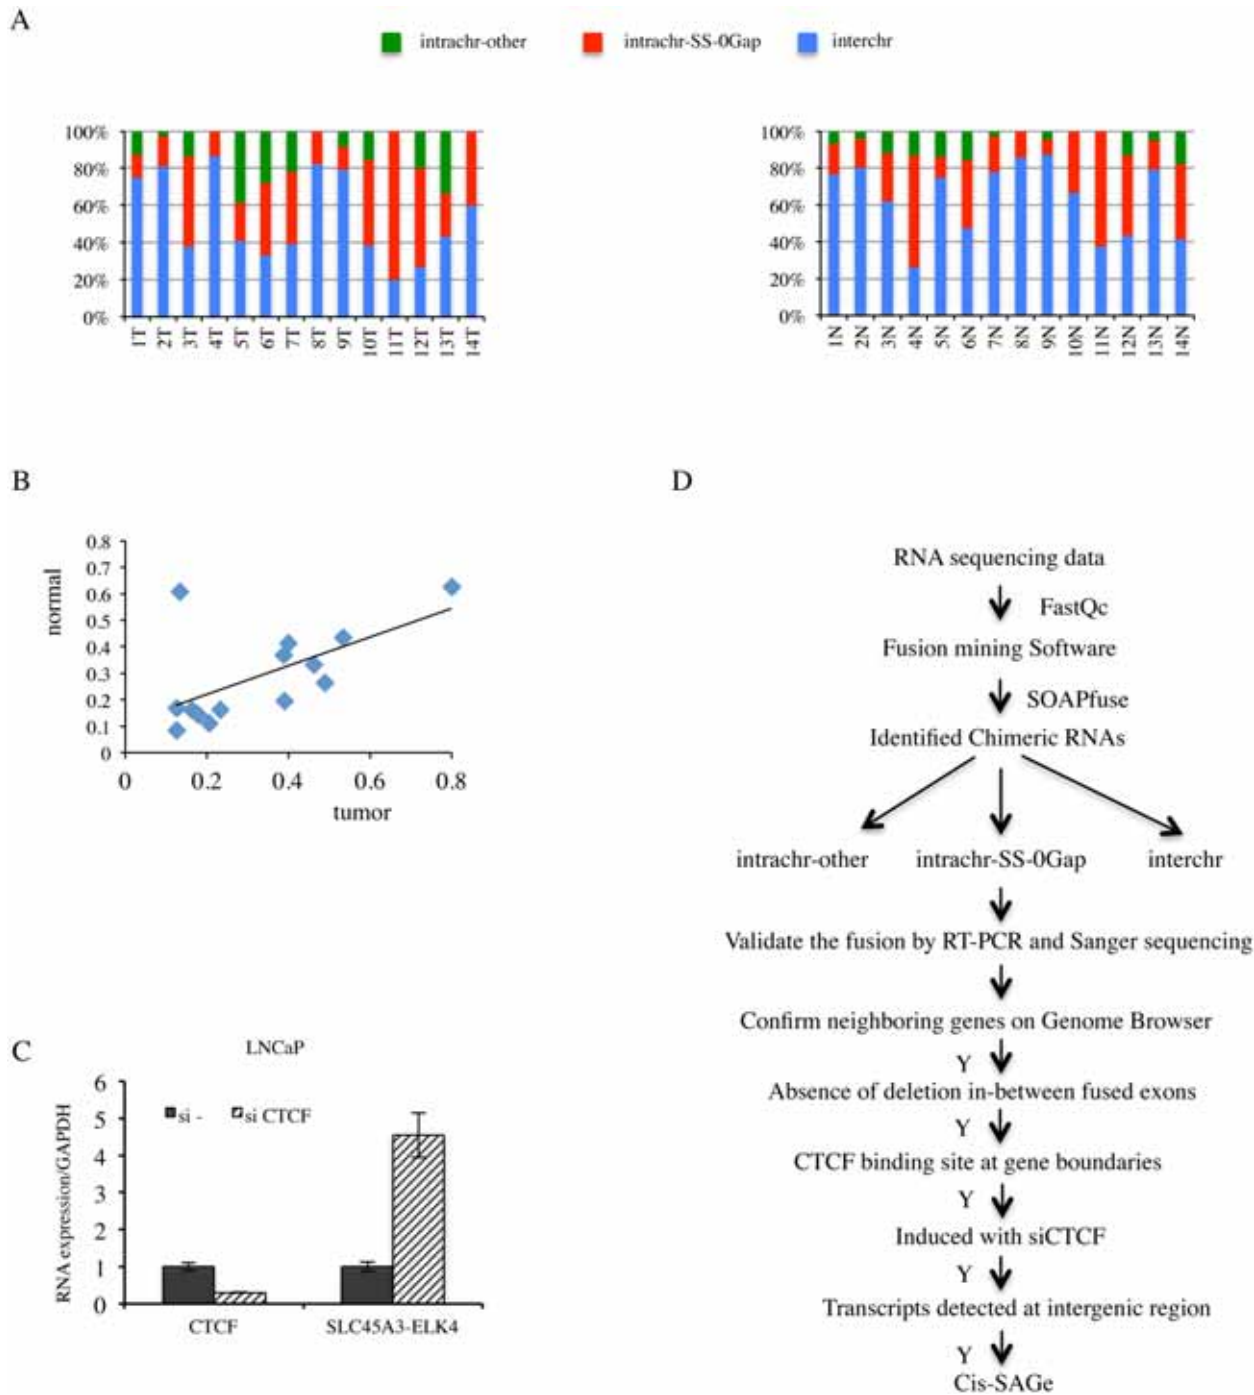 A
intrachr-other
intrachr-SS-0Gap
interchr
100%
80%
60%
40%
20%
0%
1T
2T
3T
4T
5T
6T
7T
8T
9T
10T
11T
12T
13T
14T
100%
80%
60%
40%
20%
0%
1N
2N
3N
4N
5N
6N
7N
8N
9N
10N
11N
12N
13N
14N
B
normal
0.8
0.7
0.6
0.5
0.4
0.3
0.2
0.1
0
0
0.2
0.4
0.6
0.8
tumor
C
LNCaP
RNA expression/GAPDH
6
5
4
3
2
1
0
si -
si CTCF
CTCF
SLC45A3-ELK4
D
RNA sequencing data
FastQc
Fusion mining Software
SOAPfuse
Identified Chimeric RNAs
intrachr-other
intrachr-SS-0Gap
interchr
Validate the fusion by RT-PCR and Sanger sequencing
Confirm neighboring genes on Genome Browser
Y
Absence of deletion in-between fused exons
Y
CTCF binding site at gene boundaries
Y
Induced with siCTCF
Y
Transcripts detected at intergenic region
Y
Cis-SAGe